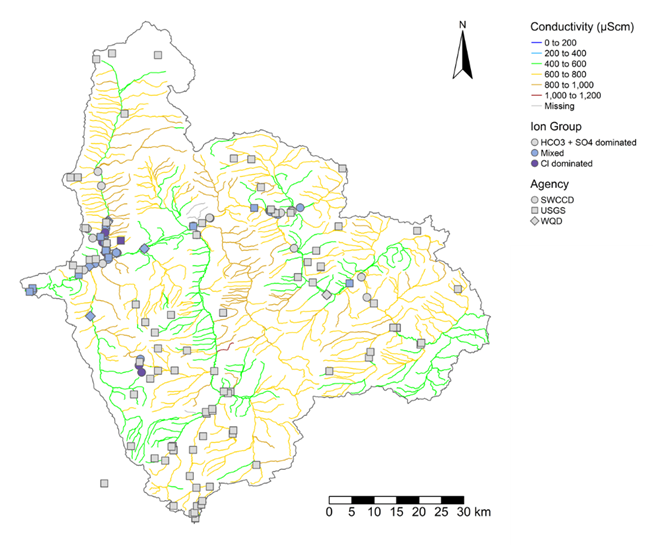 N
Conductivity (µScm)
0 to 200
200 to 400
400 to 600
600 to 800
800 to 1,000
1,000 to 1,200
Missing
Ion Group
HCO3 + SO4 dominated
Mixed
Cl dominated
Agency
SWCCD
USGS
WQD
0 5 10 15 20 25 30 km